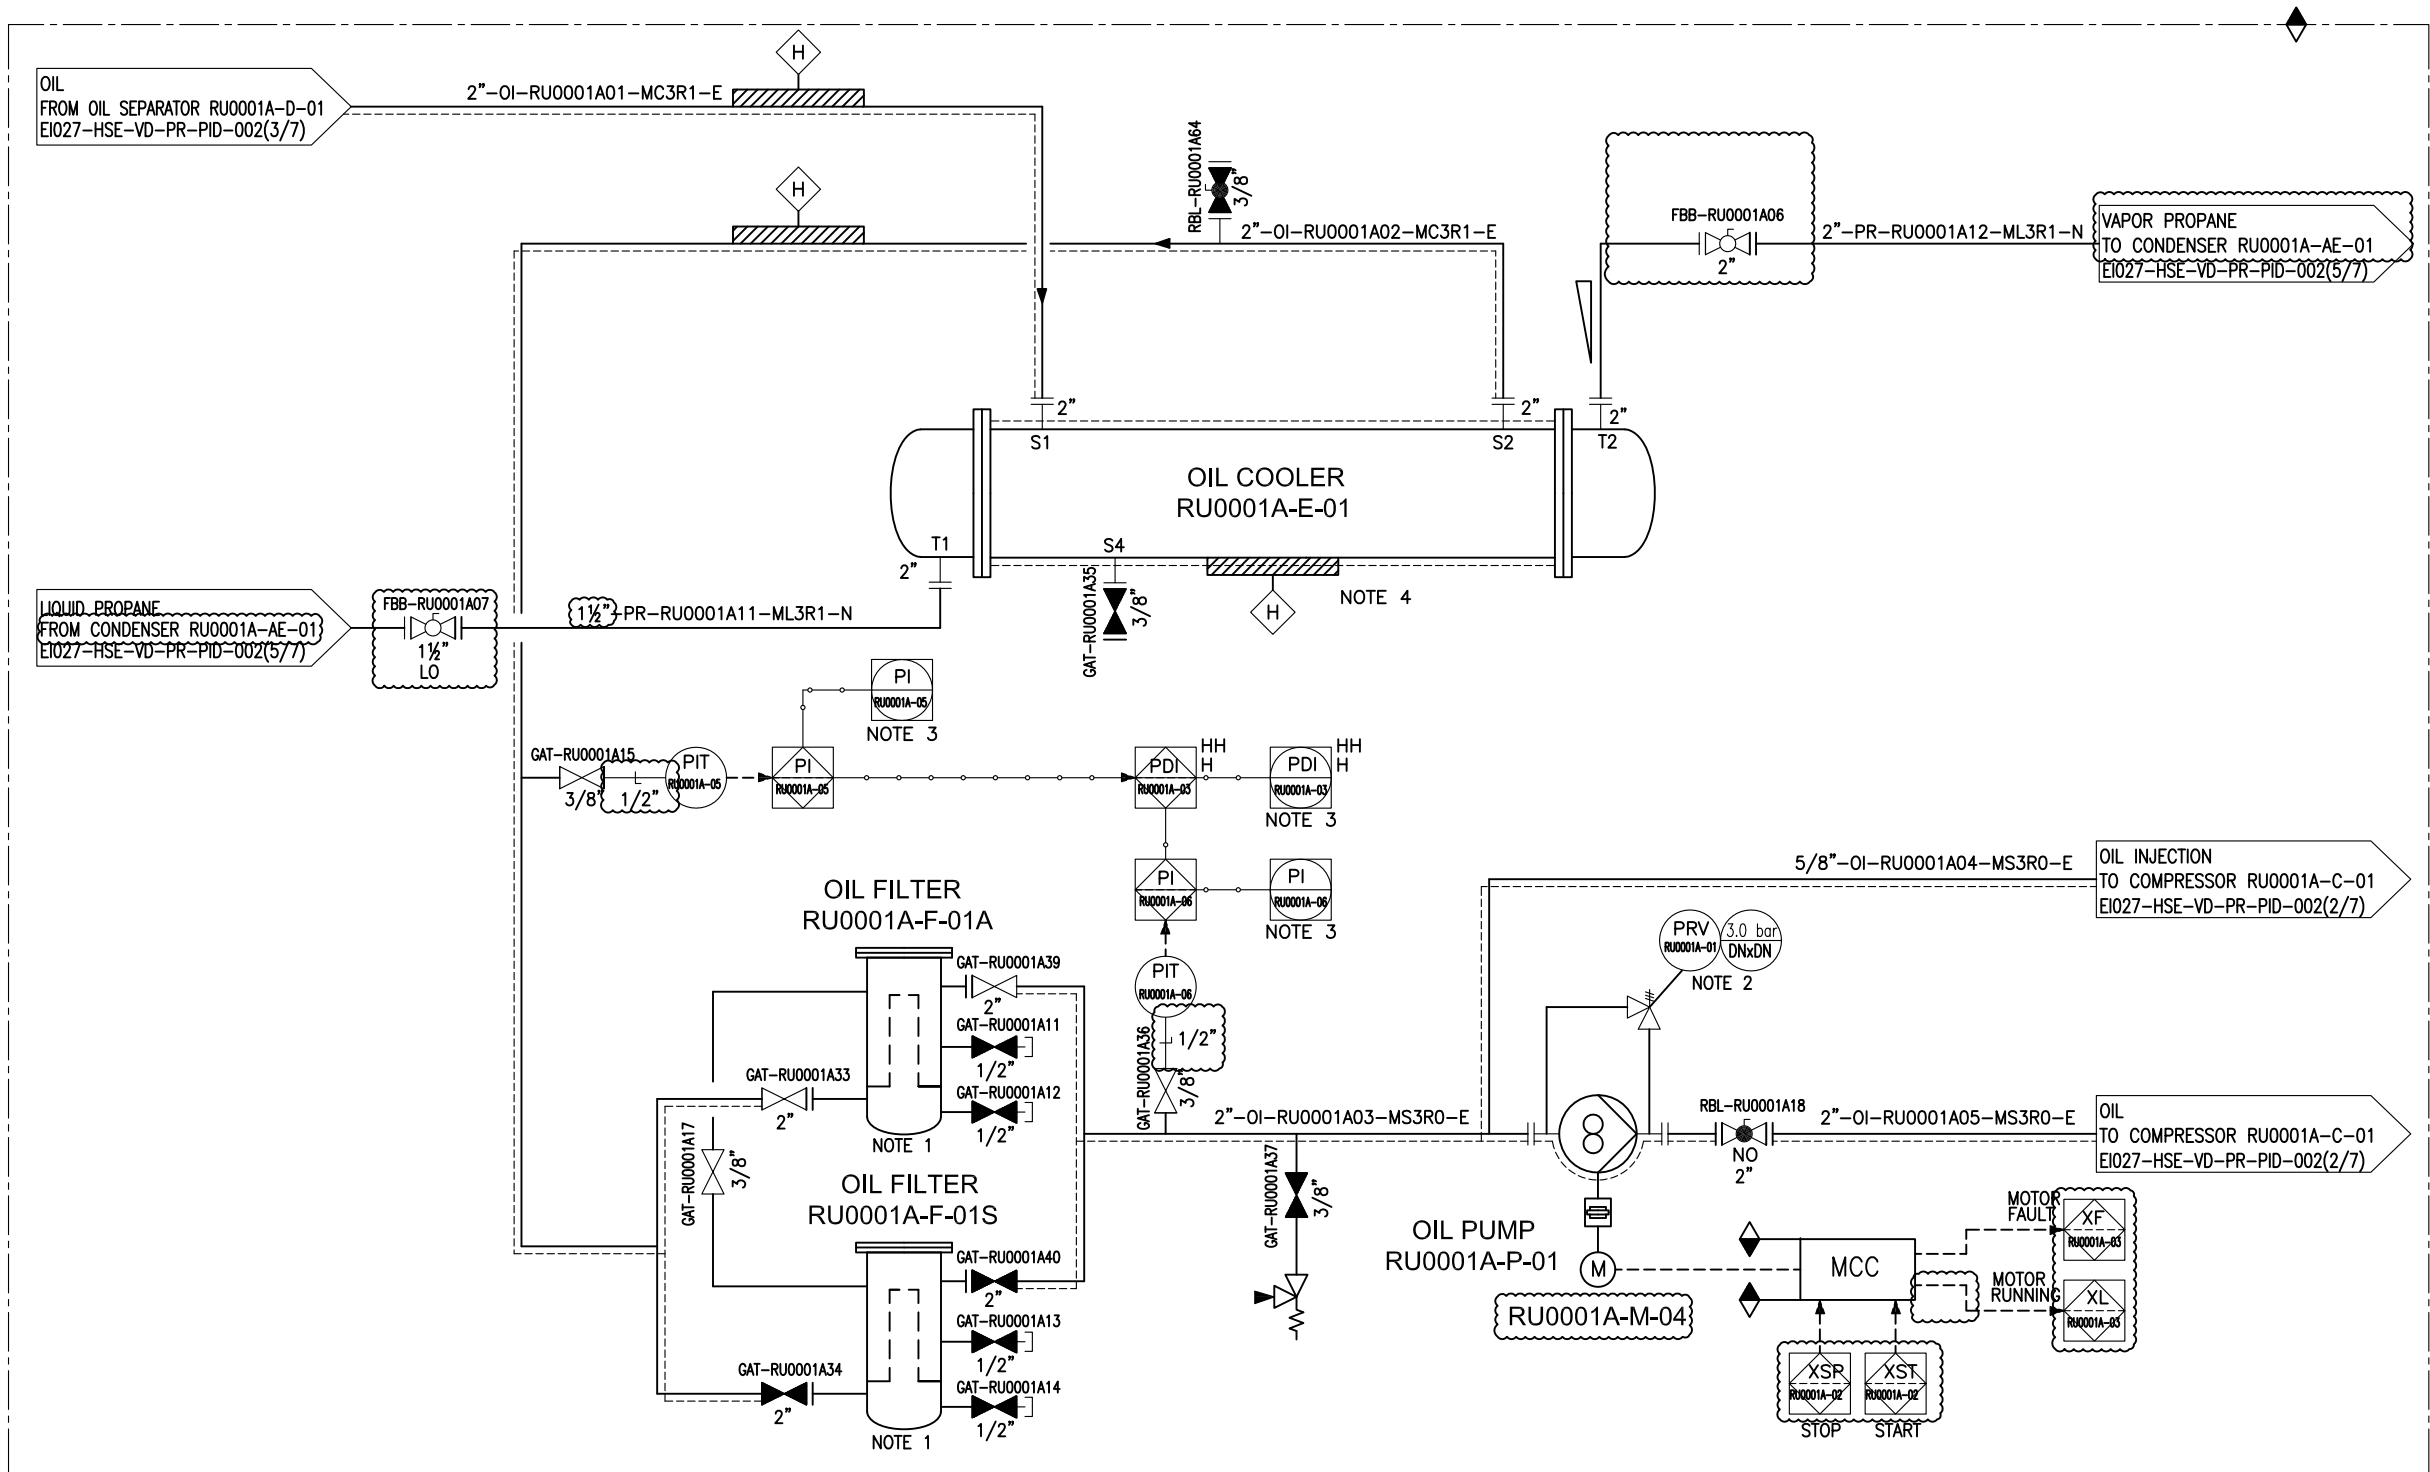 H
OIL
FROM OIL SEPARATOR RU0001A-D-01
EI027-HSE-VD-PR-PID-002(3/7)
2"-OI-RU0001A01-MC3R1-E
H
RBL-RU0001A64
3/8"
2"-OI-RU0001A02-MC3R1-E
FBB-RU0001A06
2"
2"-PR-RU0001A12-ML3R1-N
VAPOR PROPANE
TO CONDENSER RU0001A-AE-01
EI027-HSE-VD-PR-PID-002(5/7)
2"
2"
2"
S1
S2
T2
OIL COOLER
RU0001A-E-01
T1
S4
2"
GAT-RU0001A35
3/8"
H
NOTE 4
LIQUID PROPANE
FROM CONDENSER RU0001A-AE-01
EI027-HSE-VD-PR-PID-002(5/7)
FBB-RU0001A07
1½"
LO
1½"-PR-RU0001A11-ML3R1-N
PI
RU0001A-05
NOTE 3
GAT-RU0001A15
3/8"
1/2"
PIT
RU0001A-05
PI
RU0001A-05
PDI
RU0001A-03
HH
H
PDI
RU0001A-03
HH
H
NOTE 3
PI
RU0001A-06
PI
RU0001A-06
NOTE 3
PIT
RU0001A-06
1/2"
GAT-RU0001A36
3/8"
5/8"-OI-RU0001A04-MS3R0-E
OIL INJECTION
TO COMPRESSOR RU0001A-C-01
EI027-HSE-VD-PR-PID-002(2/7)
OIL FILTER
RU0001A-F-01A
GAT-RU0001A39
2"
GAT-RU0001A11
1/2"
GAT-RU0001A12
1/2"
GAT-RU0001A33
2"
NOTE 1
GAT-RU0001A17
3/8"
PRV
RU0001A-01
3.0 bar
DNxDN
NOTE 2
2"-OI-RU0001A03-MS3R0-E
RBL-RU0001A18
NO
2"
2"-OI-RU0001A05-MS3R0-E
OIL
TO COMPRESSOR RU0001A-C-01
EI027-HSE-VD-PR-PID-002(2/7)
OIL FILTER
RU0001A-F-01S
GAT-RU0001A40
2"
GAT-RU0001A13
1/2"
GAT-RU0001A14
1/2"
GAT-RU0001A34
2"
NOTE 1
GAT-RU0001A37
3/8"
OIL PUMP
RU0001A-P-01
M
RU0001A-M-04
MCC
MOTOR
FAULT
XF
RU0001A-03
MOTOR
RUNNING
XL
RU0001A-03
XSP
RU0001A-02
STOP
XST
RU0001A-02
START